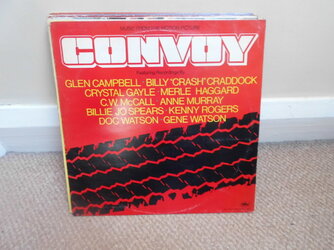 MUSIC FROM THE MOTION PICTURE
CONVOY
Featuring Recordings By
GLEN CAMPBELL · BILLY "CRASH" CRADDOCK
CRYSTAL GAYLE · MERLE HAGGARD
C.W. McCALL · ANNE MURRAY
BILLIE JO SPEARS · KENNY ROGERS
DOC WATSON · GENE WATSON